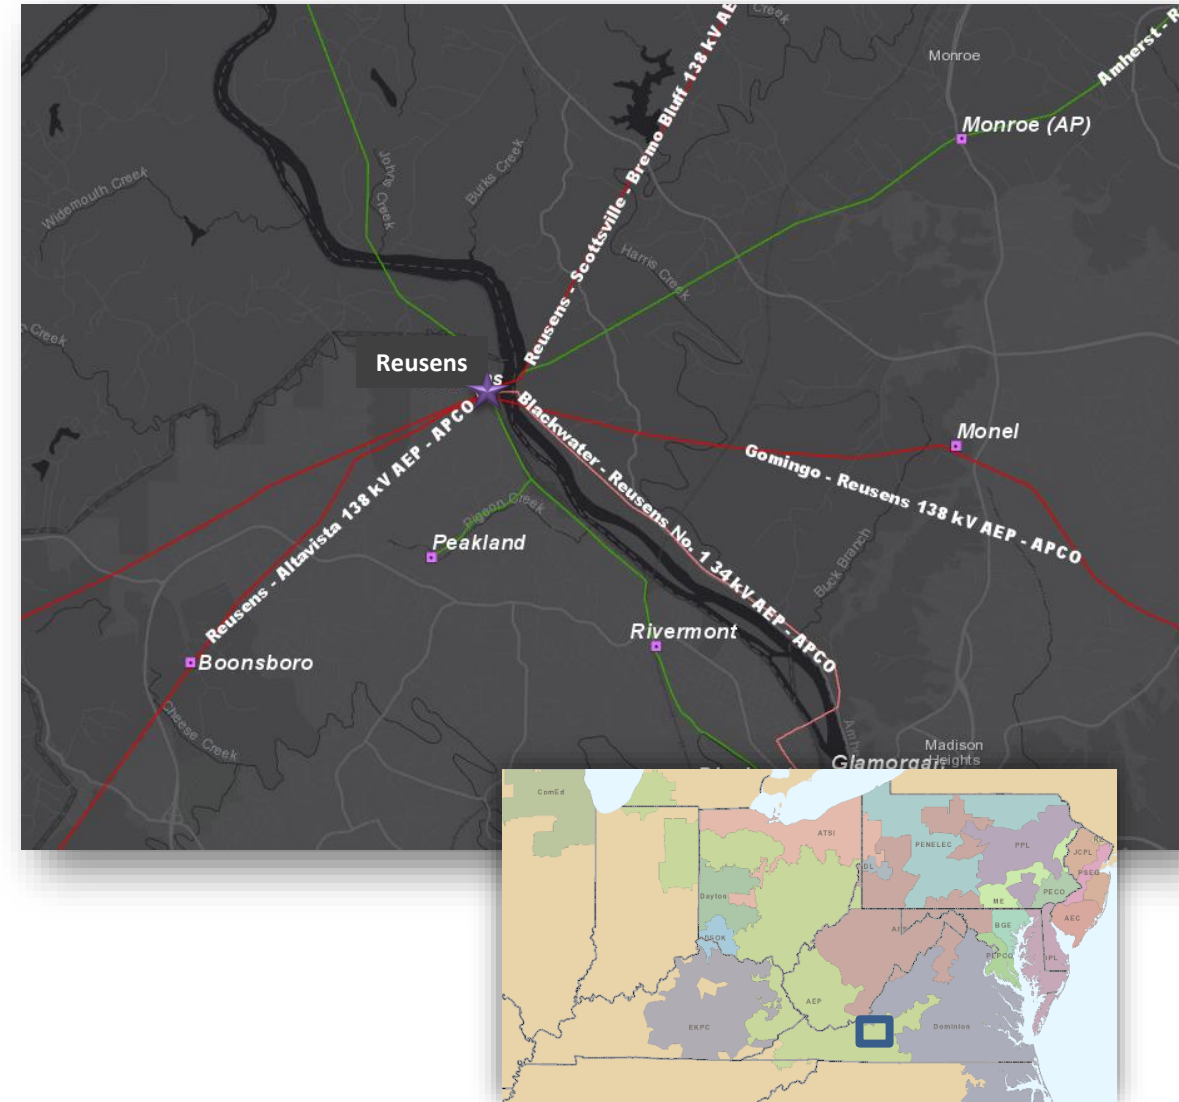 Creek
Monroe
Reusens - Scottsville - Bremo Bluff 138 kV AE
Amherst - R
Monroe (AP)
Johns Creek
Burks Creek
Widemouth Creek
Harris Creek
Creek
Reusens
Blackwater - Reusens No. 1 34 kV AEP - APCO
Reusens - Altavista 138 kV AEP - APCO
Monel
Gomingo - Reusens 138 kV AEP - APCO
Pigeon Creek
Peakland
Buck Branch
Rivermont
Boonsboro
Cheese Creek
Madison
Heights
Glamorgan
ComEd
ATSI
PENELEC
PPL
JCPL
DL
PSEG
Dayton
ME
PECO
AEC
BGE
DEOK
PEPCO
AEP
EKPC
Dominion